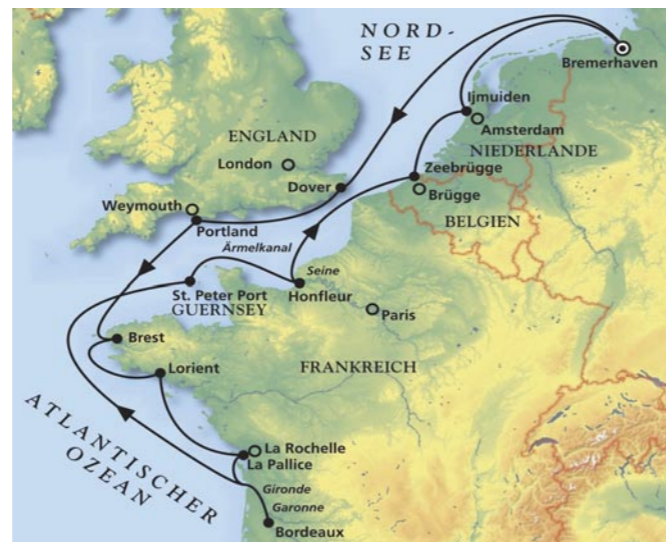 NORD-
SEE
Bremerhaven
Ijmuiden
Amsterdam
NIEDERLANDE
ENGLAND
London
Dover
Zeebrügge
Brügge
BELGIEN
Weymouth
Portland
Ärmelkanal
Seine
St. Peter Port
GUERNSEY
Honfleur
Paris
Brest
Lorient
FRANKREICH
ATLANTISCHER
OZEAN
La Rochelle
La Pallice
Gironde
Garonne
Bordeaux